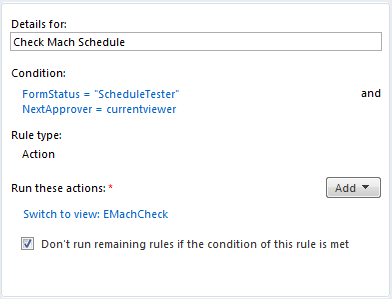 Details for:
Check Mach Schedule
Condition:
FormStatus = "ScheduleTester" and
NextApprover = currentviewer
Rule type:
Action
Run these actions: * Add
Switch to view: EMachCheck
Don't run remaining rules if the condition of this rule is met